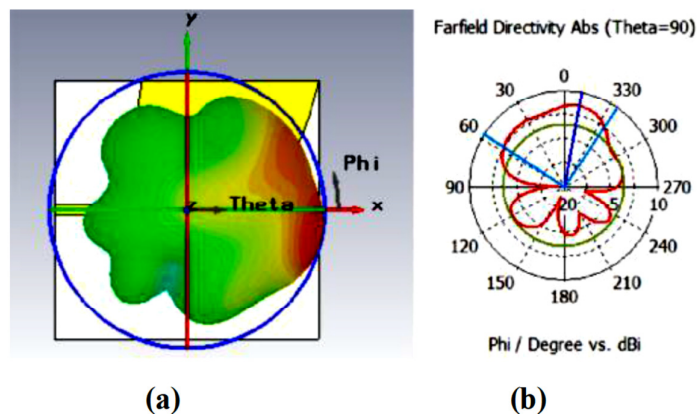 y
Phi
z Theta x
(a)
Farfield Directivity Abs (Theta=90)
0
30 330
60 300
90 20 5 10 270
120 240
150 210
180
Phi / Degree vs. dBi
(b)